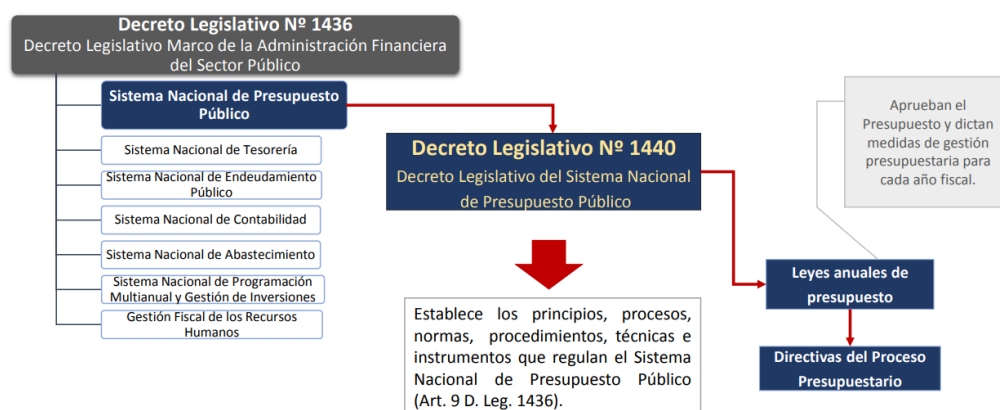 Decreto Legislativo Nº 1436
Decreto Legislativo Marco de la Administración Financiera
del Sector Público
Sistema Nacional de Presupuesto
Público
Sistema Nacional de Tesorería
Sistema Nacional de Endeudamiento
Público
Sistema Nacional de Contabilidad
Sistema Nacional de Abastecimiento
Sistema Nacional de Programación
Multianual y Gestión de Inversiones
Gestión Fiscal de los Recursos
Humanos
Decreto Legislativo Nº 1440
Decreto Legislativo del Sistema Nacional
de Presupuesto Público
Establece los principios, procesos,
normas, procedimientos, técnicas e
instrumentos que regulan el Sistema
Nacional de Presupuesto Público
(Art. 9 D. Leg. 1436).
Aprueban el
Presupuesto y dictan
medidas de gestión
presupuestaria para
cada año fiscal.
Leyes anuales de
presupuesto
Directivas del Proceso
Presupuestario